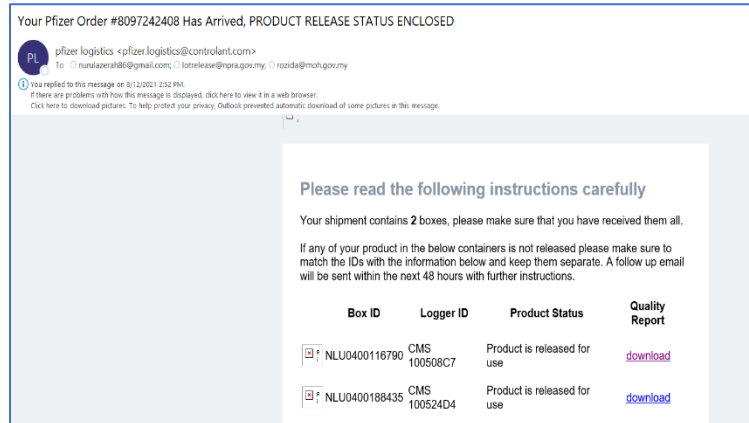 Your Pfizer Order #8097242408 Has Arrived, PRODUCT RELEASE STATUS ENCLOSED
PL
pfizer logistics <pfizer.logistics@controlant.com>
To nurulazerah86@gmail.com; lotrelease@npra.gov.my; rozida@moh.gov.my
You replied to this message on 8/12/2021 2:52 PM.
If there are problems with how this message is displayed, click here to view it in a web browser.
Click here to download pictures. To help protect your privacy, Outlook prevented automatic download of some pictures in this message.
Please read the following instructions carefully
Your shipment contains 2 boxes, please make sure that you have received them all.
If any of your product in the below containers is not released please make sure to
match the IDs with the information below and keep them separate. A follow up email
will be sent within the next 48 hours with further instructions.
Box ID Logger ID Product Status Quality Report
NLU0400116790 CMS 100508C7 Product is released for use download
NLU0400188435 CMS 100524D4 Product is released for use download